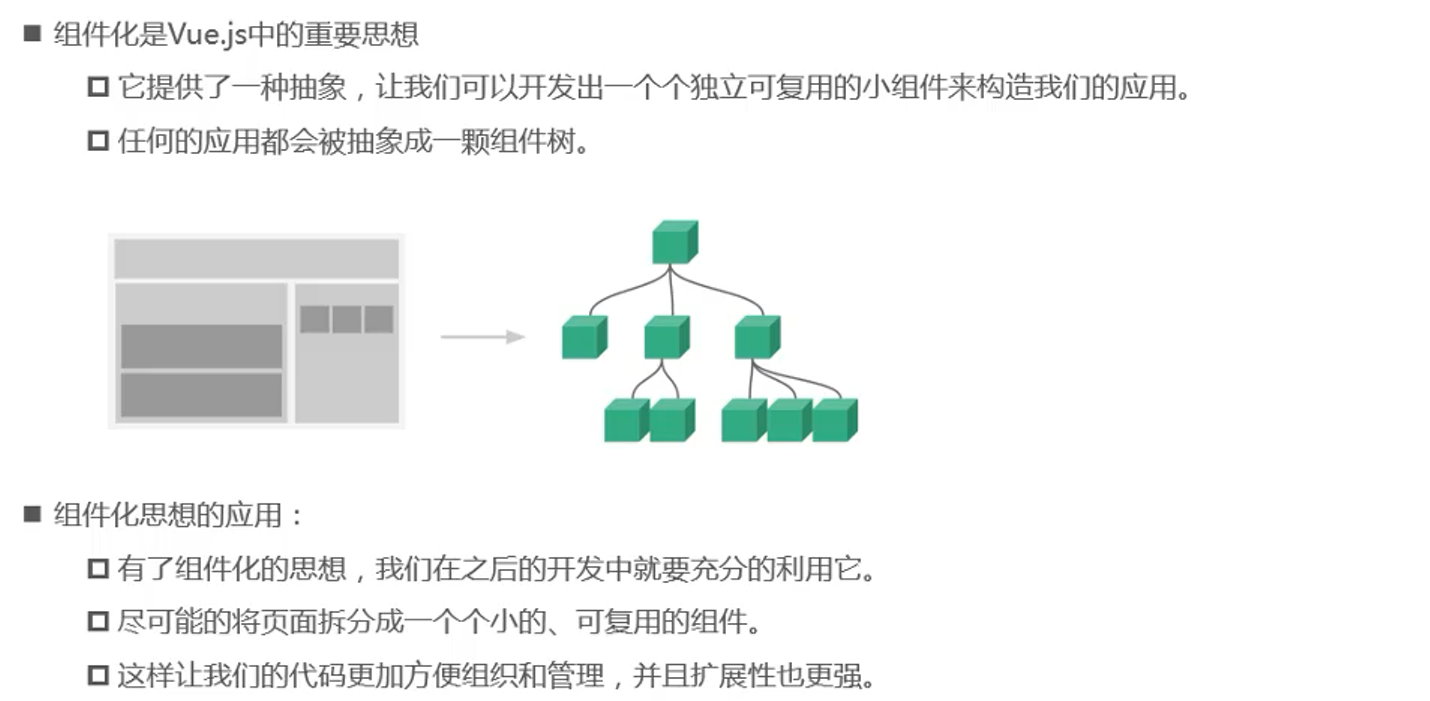 组件化是Vue.js中的重要思想
它提供了一种抽象，让我们可以开发出一个个独立可复用的小组件来构造我们的应用。
任何的应用都会被抽象成一颗组件树。
组件化思想的应用：
有了组件化的思想，我们在之后的开发中就要充分的利用它。
尽可能的将页面拆分成一个个小的、可复用的组件。
这样让我们的代码更加方便组织和管理，并且扩展性也更强。